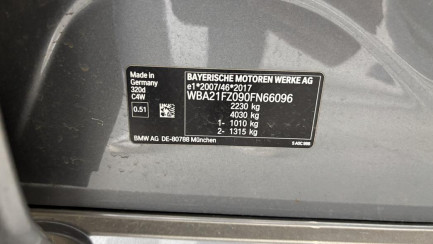 Made in
Germany
320d
C4W
0.51
BAYERISCHE MOTOREN WERKE AG
e1*2007/46*2017
WBA21FZ090FN66096
2230 kg
4030 kg
1- 1010 kg
2- 1315 kg
BMW AG DE-80788 München